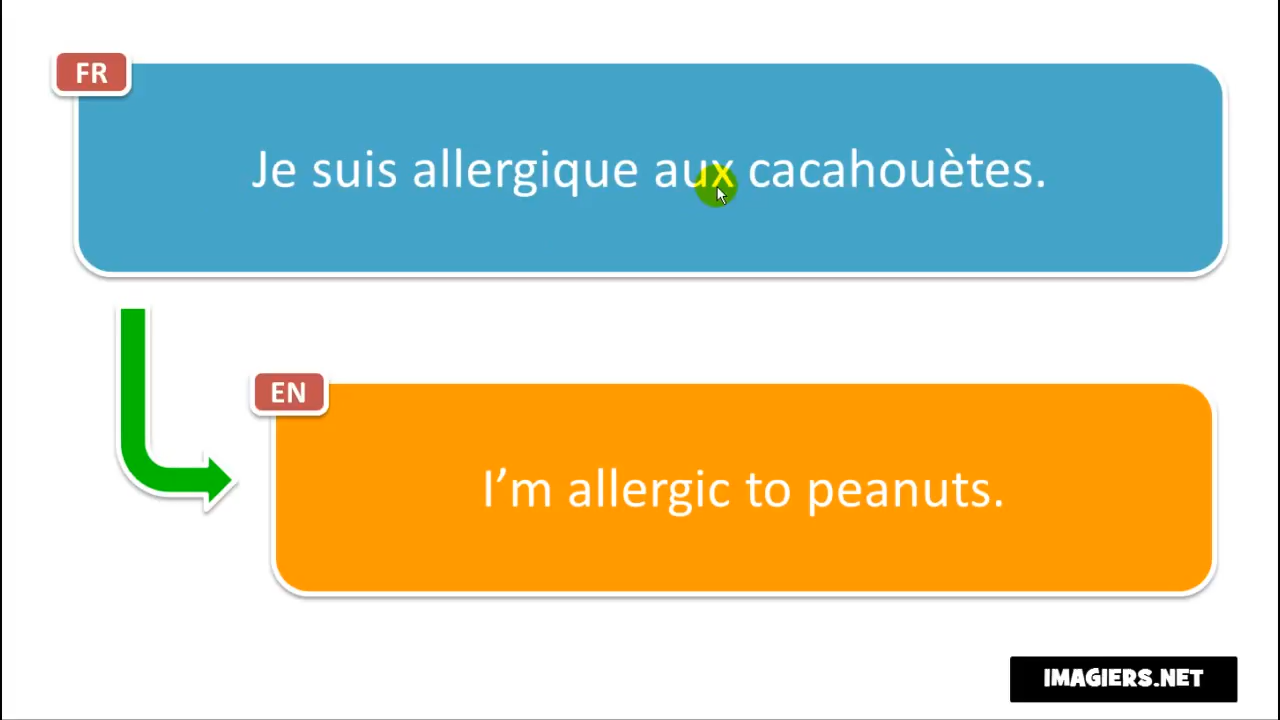 FR
Je suis allergique aux cacahouètes.
EN
I’m allergic to peanuts.
IMAGIERS.NET